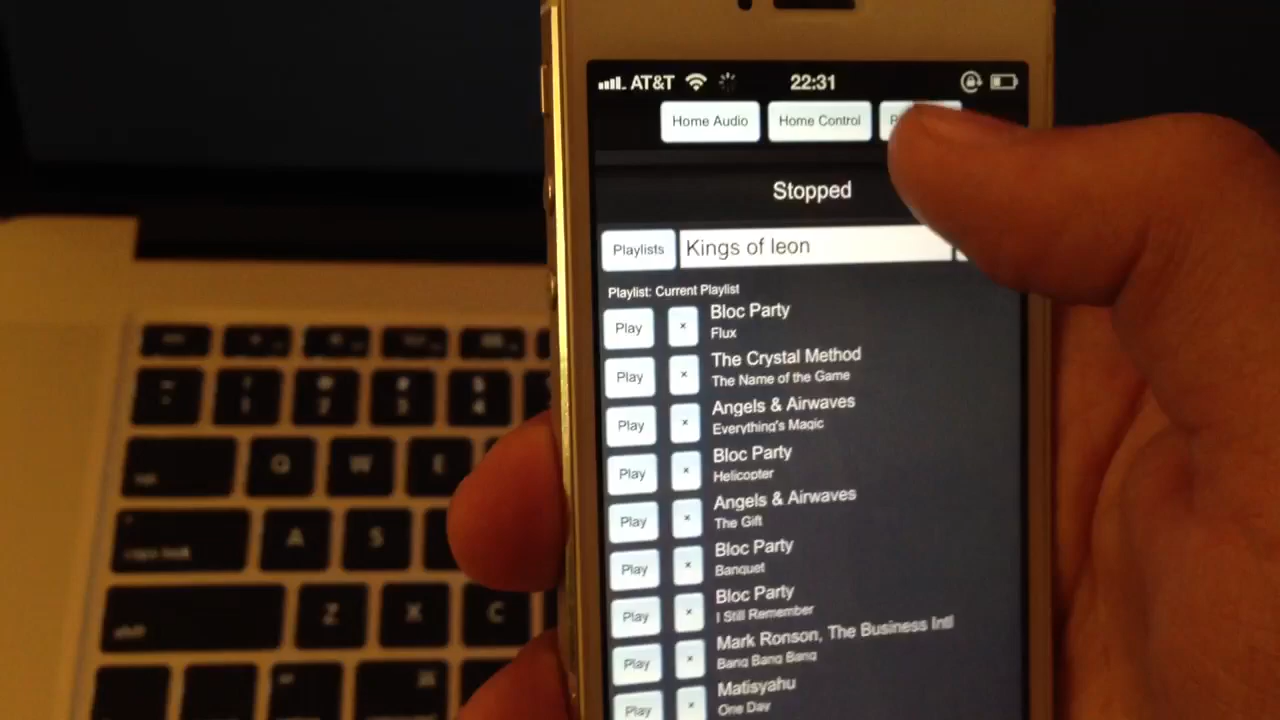 AT&T 22:31
Home Audio Home Control
Stopped
Playlists Kings of leon
Playlist: Current Playlist
Play × Bloc Party
Flux
Play × The Crystal Method
The Name of the Game
Play × Angels & Airwaves
Everything's Magic
Play × Bloc Party
Helicopter
Play × Angels & Airwaves
The Gift
Play × Bloc Party
Banquet
Play × Bloc Party
I Still Remember
Play × Mark Ronson, The Business Intl
Bang Bang Bang
Play × Matisyahu
One Day
Q W E
caps lock A S
shift Z X C